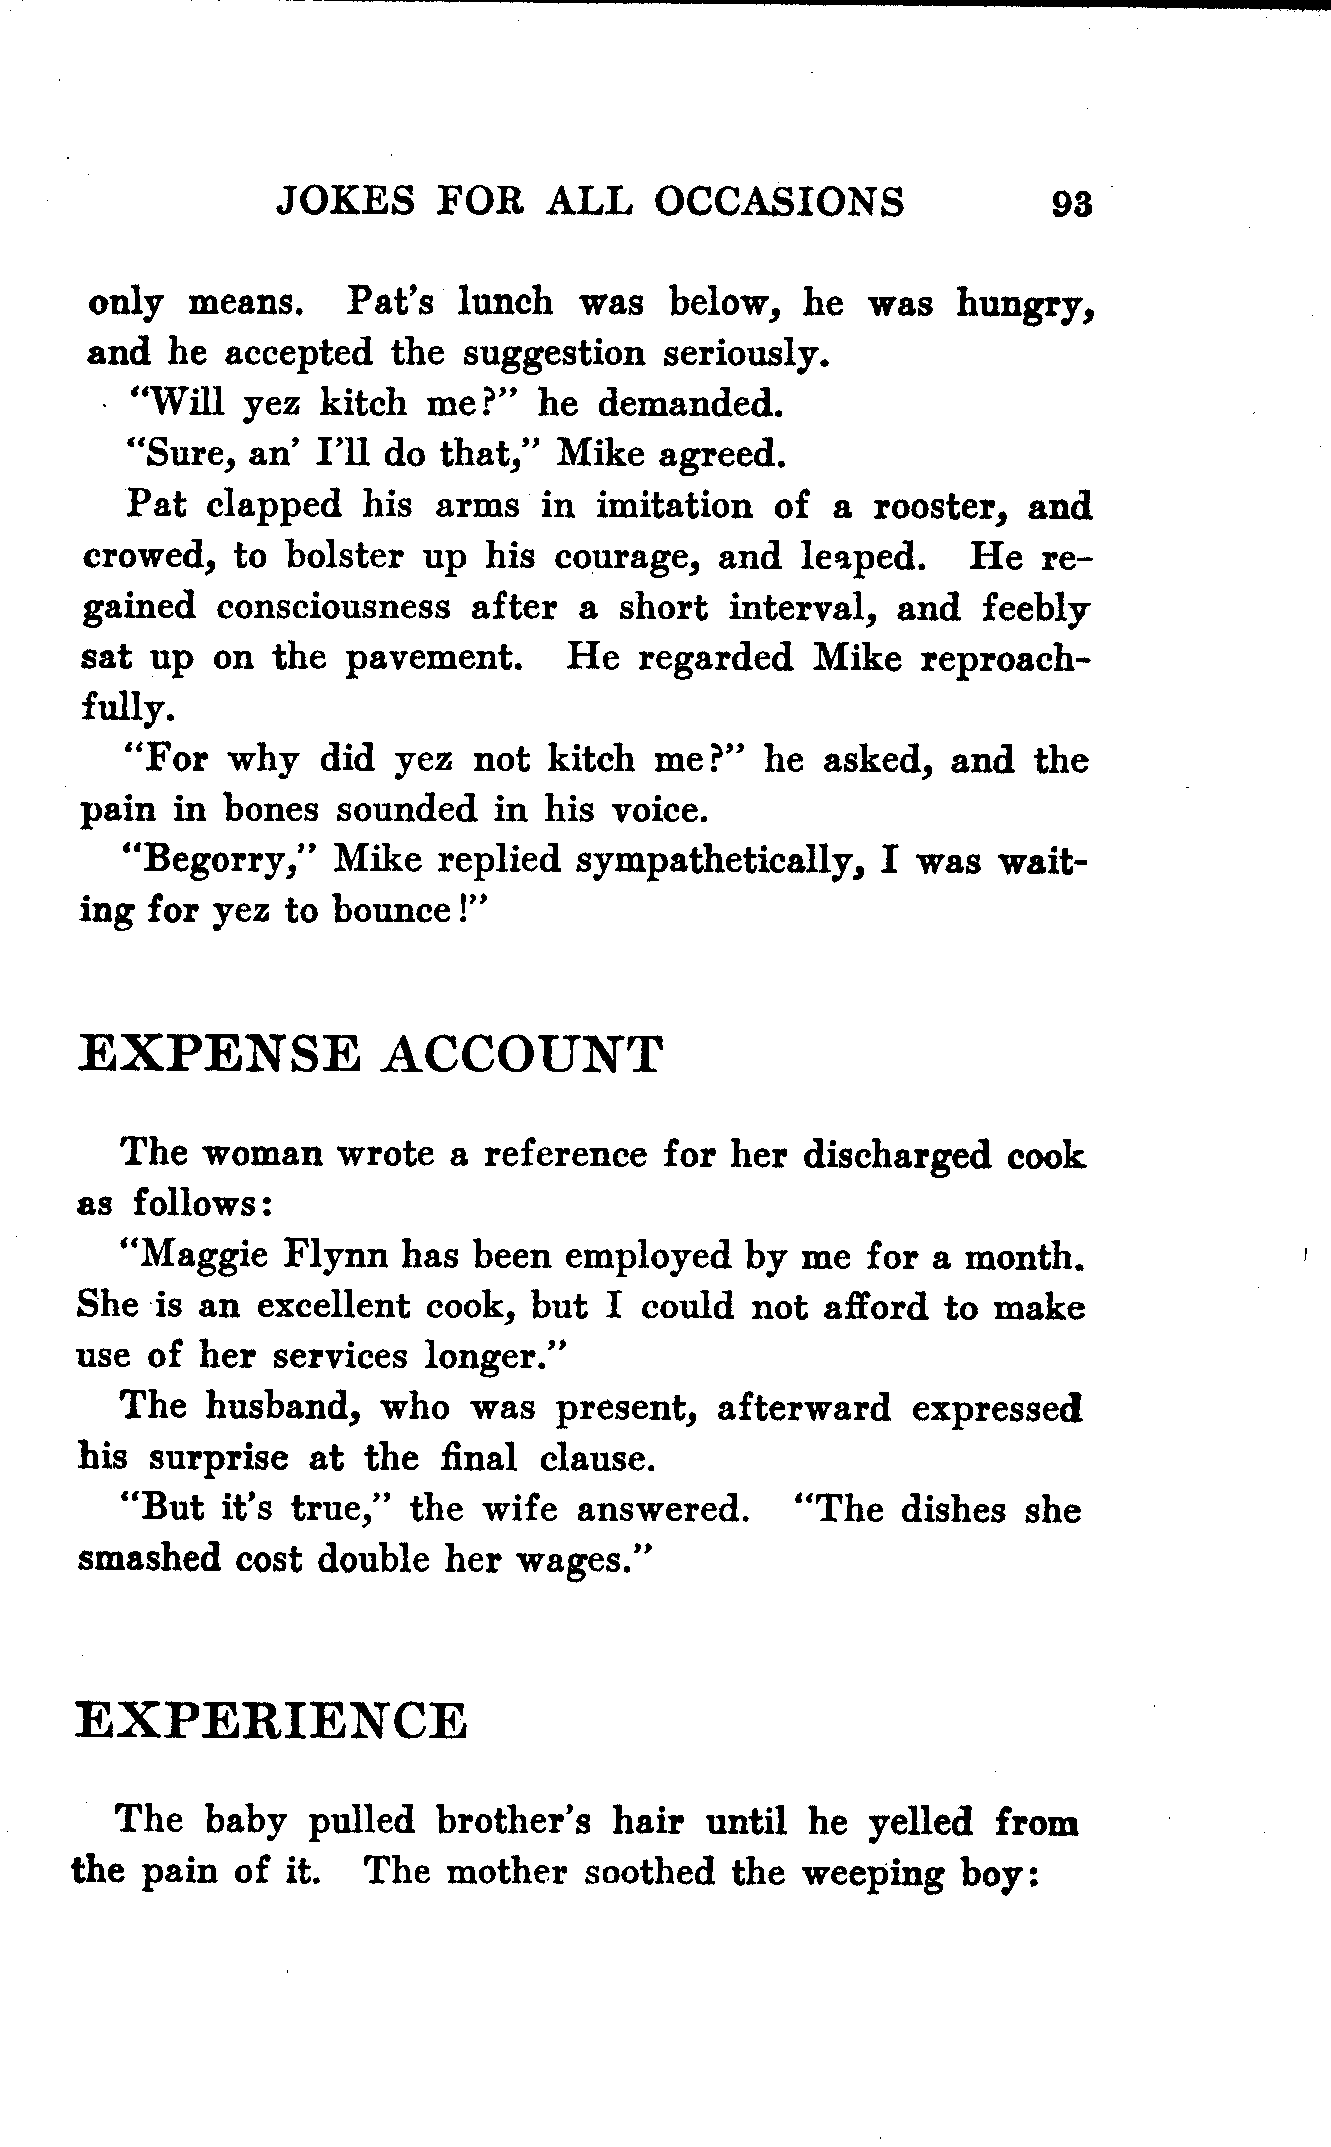 JOKES FOR ALL OCCASIONS 93
only means. Pat's lunch was below, he was hungry,
and he accepted the suggestion seriously.
"Will yez kitch me?" he demanded.
"Sure, an' I'll do that," Mike agreed.
Pat clapped his arms in imitation of a rooster, and
crowed, to bolster up his courage, and leaped. He re-
gained consciousness after a short interval, and feebly
sat up on the pavement. He regarded Mike reproach-
fully.
"For why did yez not kitch me?" he asked, and the
pain in bones sounded in his voice.
"Begorry," Mike replied sympathetically, I was wait-
ing for yez to bounce!"
EXPENSE ACCOUNT
The woman wrote a reference for her discharged cook
as follows:
"Maggie Flynn has been employed by me for a month.
She is an excellent cook, but I could not afford to make
use of her services longer."
The husband, who was present, afterward expressed
his surprise at the final clause.
"But it's true," the wife answered. "The dishes she
smashed cost double her wages."
EXPERIENCE
The baby pulled brother's hair until he yelled from
the pain of it. The mother soothed the weeping boy: